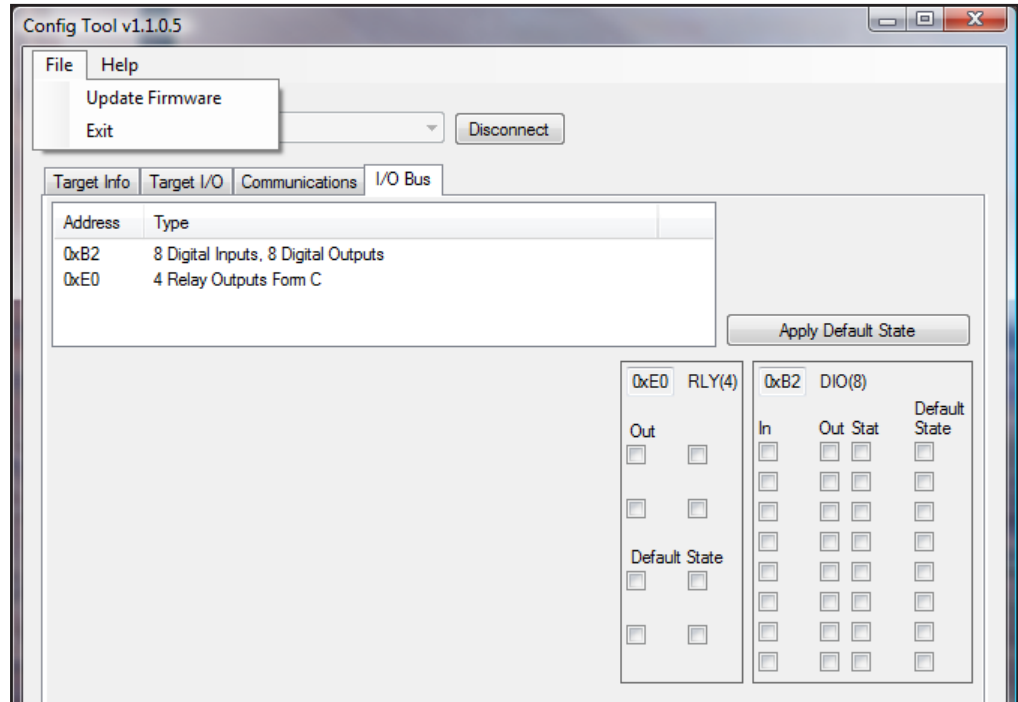 Config Tool v1.1.0.5
File Help
Update Firmware
Exit
Disconnect
Target Info Target I/O Communications I/O Bus
Address Type
0xB2 8 Digital Inputs, 8 Digital Outputs
0xE0 4 Relay Outputs Form C
Apply Default State
0xE0 RLY(4)
Out
Default State
0xB2 DIO(8)
In Out Stat Default State